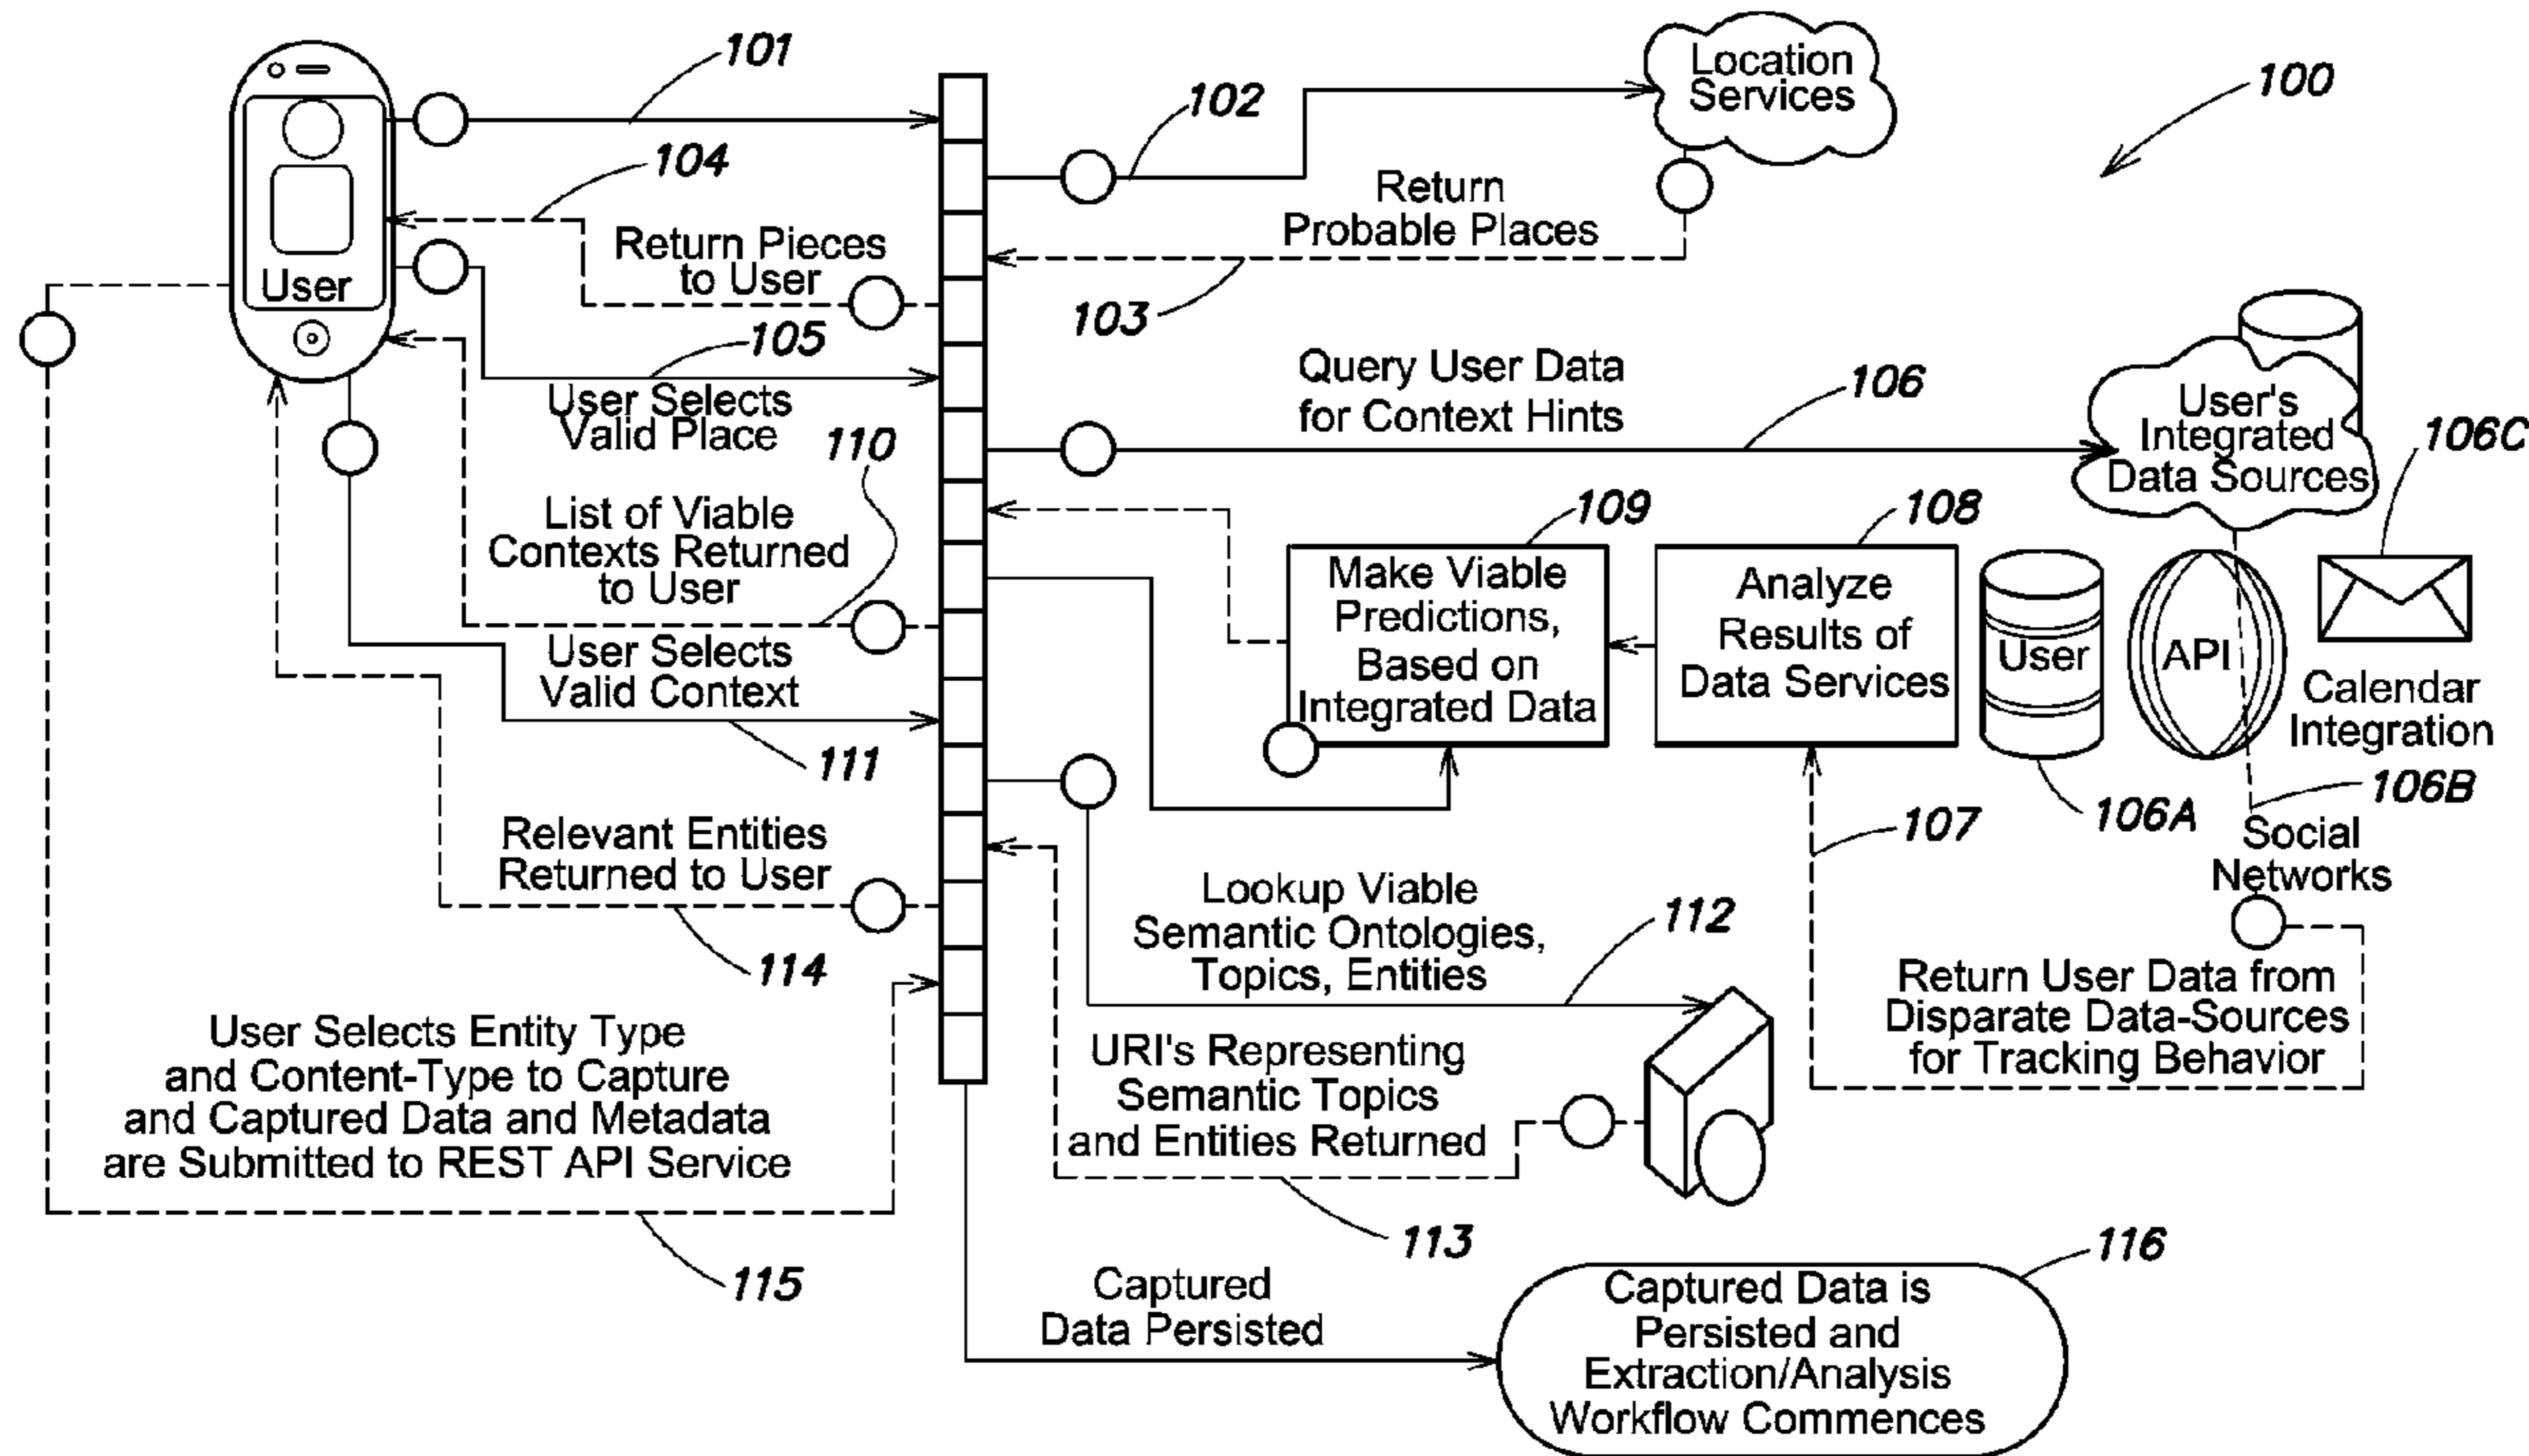 101
102
Location
Services
100
104
Return
Probable Places
Return Pieces
to User
User
103
105
User Selects
Valid Place
Query User Data
for Context Hints
106
User's
Integrated
Data Sources
106C
110
List of Viable
Contexts Returned
to User
109
108
Make Viable
Predictions,
Based on
Integrated Data
Analyze
Results of
Data Services
User
API
Calendar
Integration
User Selects
Valid Context
111
106A
106B
107
Social
Networks
Relevant Entities
Returned to User
114
Lookup Viable
Semantic Ontologies,
Topics, Entities
112
Return User Data from
Disparate Data-Sources
for Tracking Behavior
User Selects Entity Type
and Content-Type to Capture
and Captured Data and Metadata
are Submitted to REST API Service
115
URI's Representing
Semantic Topics
and Entities Returned
113
Captured
Data Persisted
116
Captured Data is
Persisted and
Extraction/Analysis
Workflow Commences